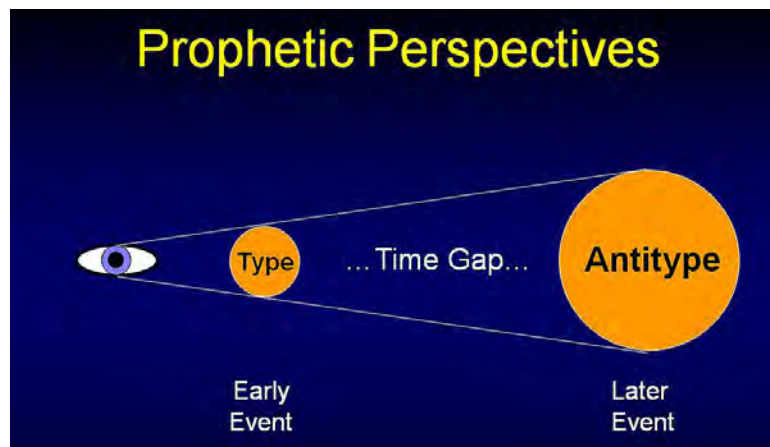 Prophetic Perspectives
Type
... Time Gap...
Antitype
Early
Event
Later
Event